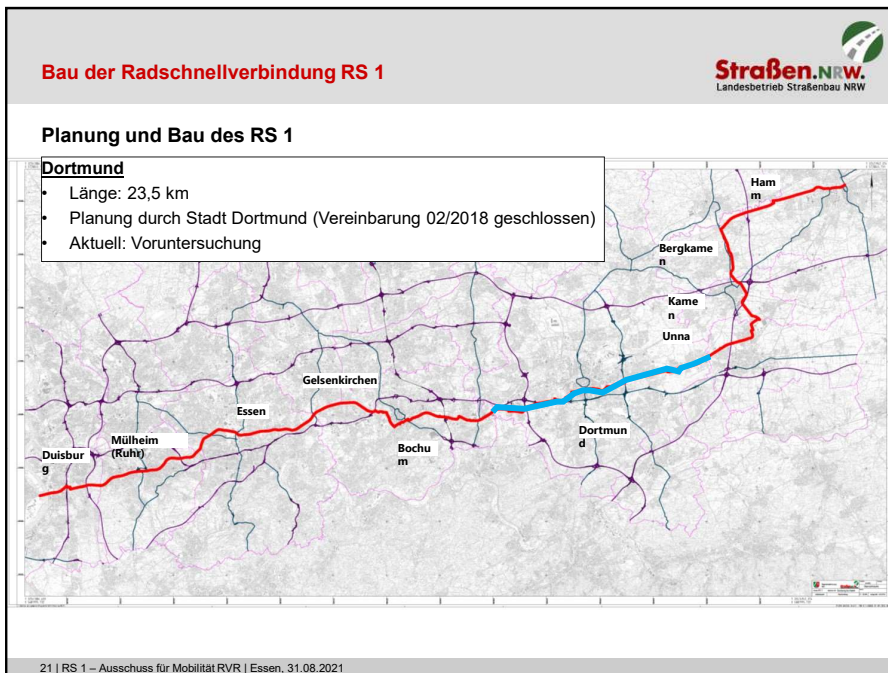 Bau der Radschnellverbindung RS 1
Straßen.NRW.
Landesbetrieb Straßenbau NRW
Planung und Bau des RS 1
Dortmund
• Länge: 23,5 km
• Planung durch Stadt Dortmund (Vereinbarung 02/2018 geschlossen)
• Aktuell: Voruntersuchung
Ham
m
Bergkame
n
Kame
n
Unna
Gelsenkirchen
Essen
Mülheim
(Ruhr)
Duisbur
g
Bochu
m
Dortmun
d
21 | RS 1 – Ausschuss für Mobilität RVR | Essen, 31.08.2021